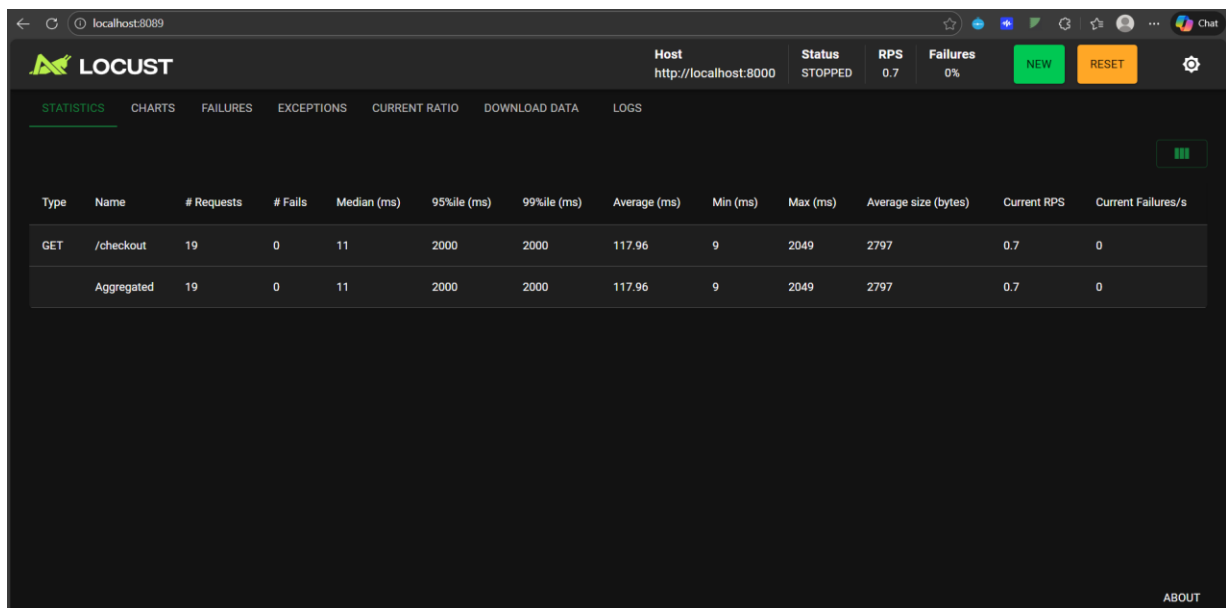 localhost:8089
Chat
LOCUST
Host
http://localhost:8000
Status
STOPPED
RPS
0.7
Failures
0%
NEW
RESET
STATISTICS CHARTS FAILURES EXCEPTIONS CURRENT RATIO DOWNLOAD DATA LOGS
Type Name # Requests # Fails Median (ms) 95%ile (ms) 99%ile (ms) Average (ms) Min (ms) Max (ms) Average size (bytes) Current RPS Current Failures/s
GET /checkout 19 0 11 2000 2000 117.96 9 2049 2797 0.7 0
Aggregated 19 0 11 2000 2000 117.96 9 2049 2797 0.7 0
ABOUT